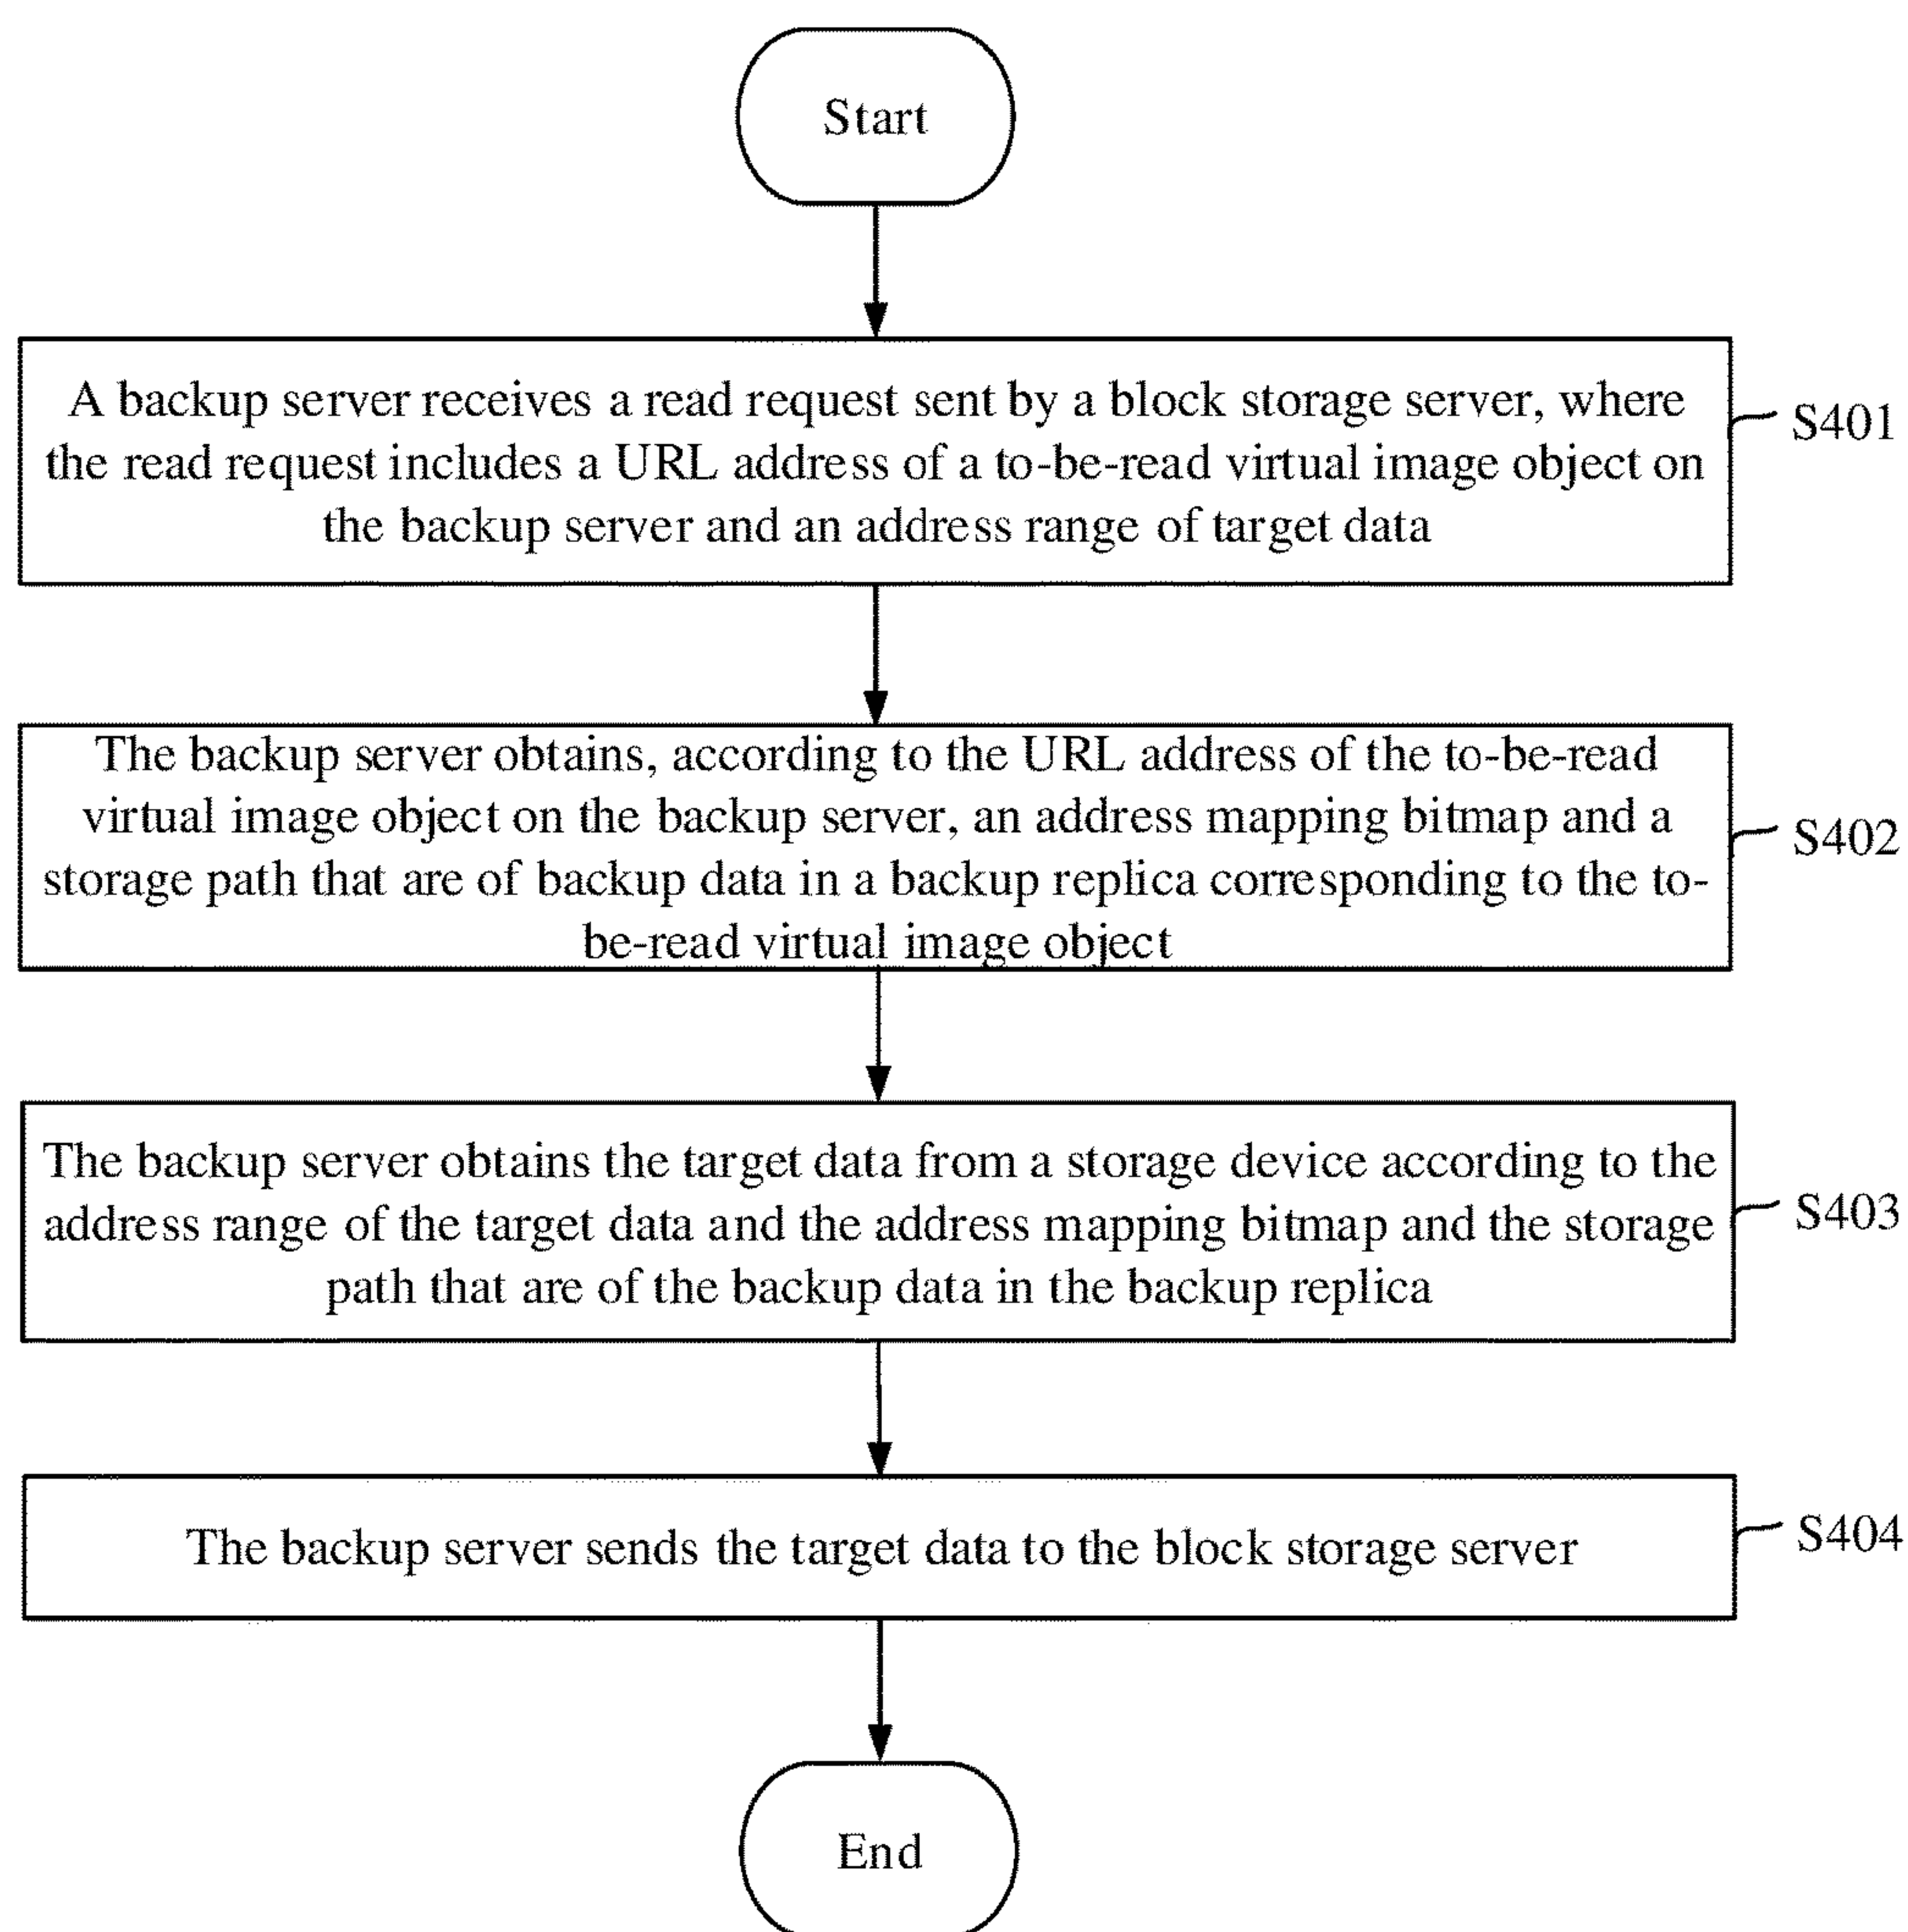 Start
A backup server receives a read request sent by a block storage server, where
the read request includes a URL address of a to-be-read virtual image object on
the backup server and an address range of target data
S401
The backup server obtains, according to the URL address of the to-be-read
virtual image object on the backup server, an address mapping bitmap and a
storage path that are of backup data in a backup replica corresponding to the to-
be-read virtual image object
S402
The backup server obtains the target data from a storage device according to the
address range of the target data and the address mapping bitmap and the storage
path that are of the backup data in the backup replica
S403
The backup server sends the target data to the block storage server
S404
End